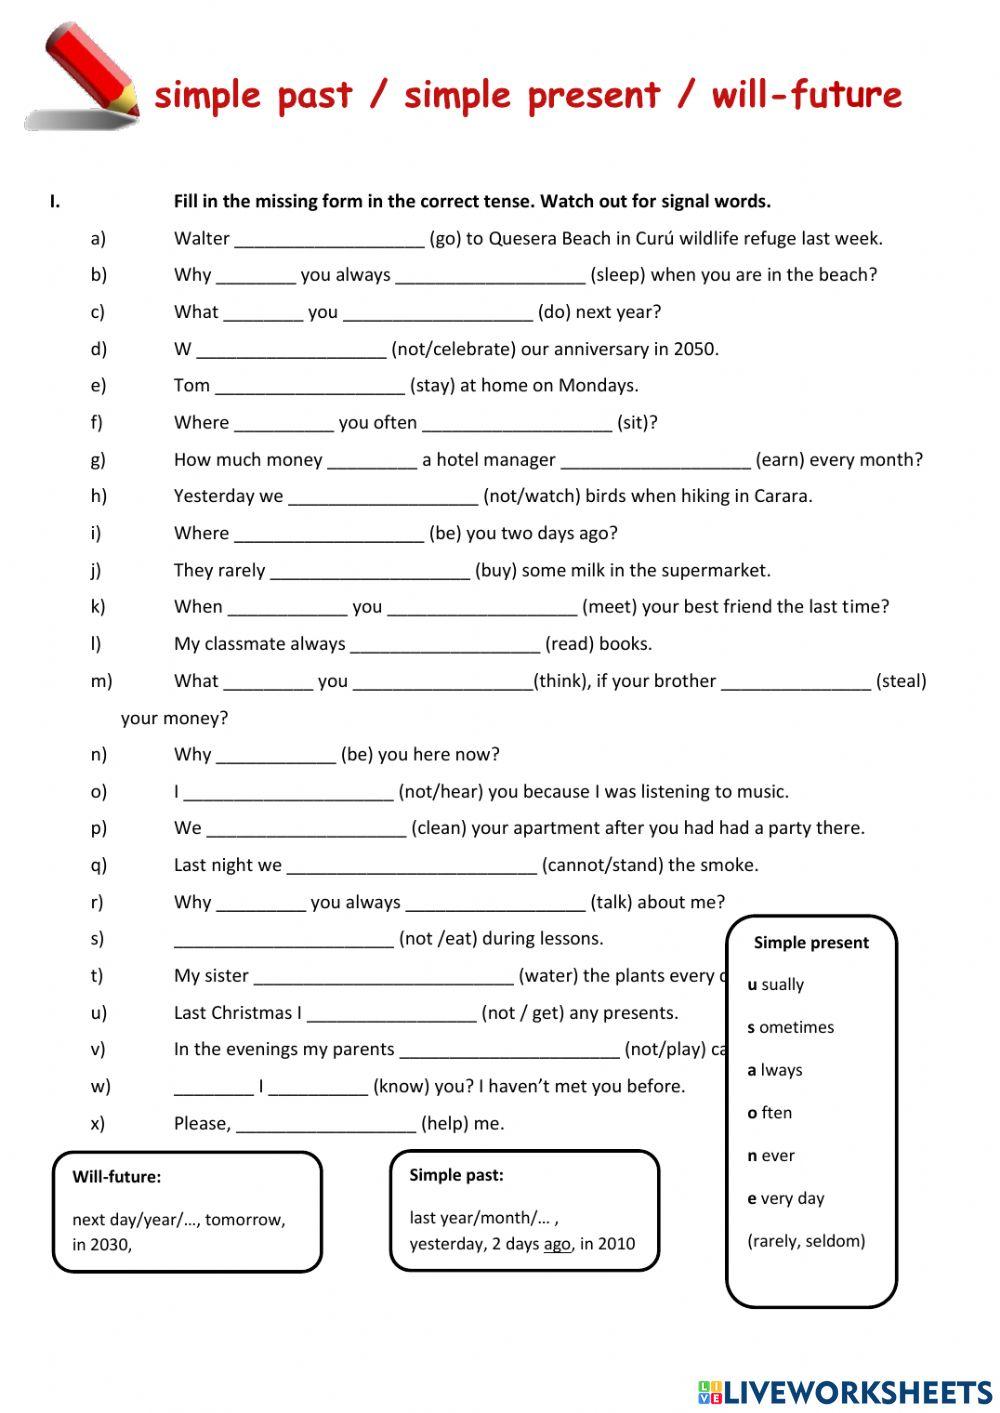 simple past / simple present / will-future
I. Fill in the missing form in the correct tense. Watch out for signal words.
a) Walter ___________________ (go) to Quesera Beach in Curú wildlife refuge last week.
b) Why ________ you always ___________________ (sleep) when you are in the beach?
c) What ________ you ___________________ (do) next year?
d) W ___________________ (not/celebrate) our anniversary in 2050.
e) Tom ___________________ (stay) at home on Mondays.
f) Where __________ you often ___________________ (sit)?
g) How much money _________ a hotel manager ___________________ (earn) every month?
h) Yesterday we ___________________ (not/watch) birds when hiking in Carara.
i) Where ___________________ (be) you two days ago?
j) They rarely ____________________ (buy) some milk in the supermarket.
k) When ____________ you ___________________ (meet) your best friend the last time?
l) My classmate always ___________________ (read) books.
m) What _________ you __________________(think), if your brother _______________ (steal)
your money?
n) Why ____________ (be) you here now?
o) I _____________________ (not/hear) you because I was listening to music.
p) We ____________________ (clean) your apartment after you had had a party there.
q) Last night we _________________________ (cannot/stand) the smoke.
r) Why _________ you always __________________ (talk) about me?
s) ______________________ (not /eat) during lessons.
t) My sister __________________________ (water) the plants every
u) Last Christmas I _________________ (not / get) any presents.
v) In the evenings my parents ______________________ (not/play) ca
w) ________ I __________ (know) you? I haven't met you before.
x) Please, __________________ (help) me.
Simple present
u sually
s ometimes
a lways
o ften
n ever
e very day
(rarely, seldom)
Will-future:
next day/year/…, tomorrow,
in 2030,
Simple past:
last year/month/… ,
yesterday, 2 days ago, in 2010
LIVE LIVEWORKSHEETS